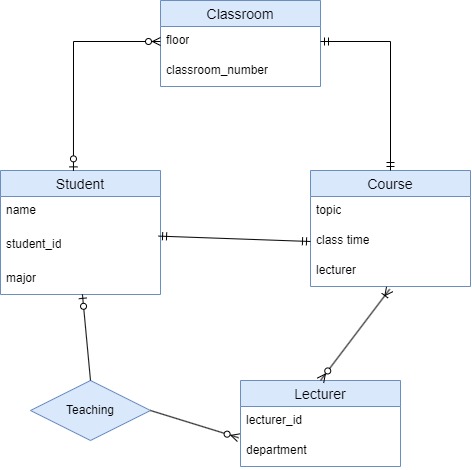 Classroom
floor
classroom_number
Student
name
student_id
major
Course
topic
class time
lecturer
Teaching
Lecturer
lecturer_id
department